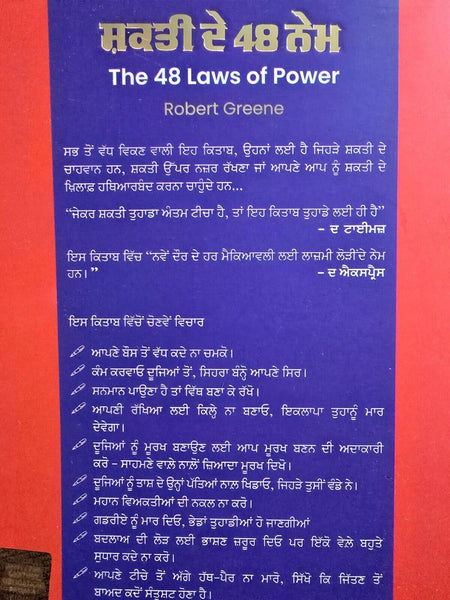 ਸ਼ਕਤੀ ਦੇ 48 ਨੇਮ
The 48 Laws of Power
Robert Greene
ਸਭ ਤੋਂ ਵੱਧ ਵਿਕਣ ਵਾਲੀ ਇਹ ਕਿਤਾਬ, ਉਹਨਾਂ ਲਈ ਹੈ ਜਿਹੜੇ ਸ਼ਕਤੀ ਦੇ
ਚਾਹਵਾਨ ਹਨ, ਸ਼ਕਤੀ ਉੱਪਰ ਨਜ਼ਰ ਰੱਖਣਾ ਜਾਂ ਆਪਣੇ ਆਪ ਨੂੰ ਸ਼ਕਤੀ ਦੇ
ਖ਼ਿਲਾਫ਼ ਹਥਿਆਰਬੰਦ ਕਰਨਾ ਚਾਹੁੰਦੇ ਹਨ...
“ਜੇਕਰ ਸ਼ਕਤੀ ਤੁਹਾਡਾ ਅੰਤਮ ਟੀਚਾ ਹੈ, ਤਾਂ ਇਹ ਕਿਤਾਬ ਤੁਹਾਡੇ ਲਈ ਹੀ ਹੈ”
– ਦ ਟਾਈਮਜ਼
ਇਸ ਕਿਤਾਬ ਵਿੱਚ “ਨਵੇਂ ਦੌਰ ਦੇ ਹਰ ਮੈਕਿਆਵਲੀ ਲਈ ਲਾਜ਼ਮੀ ਲੋੜੀਂਦੇ ਨੇਮ
ਹਨ।” – ਦ ਐਕਸਪ੍ਰੈਸ
ਇਸ ਕਿਤਾਬ ਵਿੱਚੋਂ ਚੋਣਵੇਂ ਵਿਚਾਰ
ਆਪਣੇ ਬੌਸ ਤੋਂ ਵੱਧ ਕਦੇ ਨਾ ਚਮਕੋ।
ਕੰਮ ਕਰਵਾਓ ਦੂਜਿਆਂ ਤੋਂ, ਸਿਹਰਾ ਬੰਨ੍ਹੋ ਆਪਣੇ ਸਿਰ।
ਸਨਮਾਨ ਪਾਉਣਾ ਹੈ ਤਾਂ ਵਿੱਥ ਬਣਾ ਕੇ ਰੱਖੋ।
ਆਪਣੀ ਰੱਖਿਆ ਲਈ ਕਿਲ੍ਹੇ ਨਾ ਬਣਾਓ, ਇਕਲਾਪਾ ਤੁਹਾਨੂੰ ਮਾਰ
ਦੇਵੇਗਾ।
ਦੂਜਿਆਂ ਨੂੰ ਮੂਰਖ ਬਣਾਉਣ ਲਈ ਆਪ ਮੂਰਖ ਬਣਨ ਦੀ ਅਦਾਕਾਰੀ
ਕਰੋ – ਸਾਹਮਣੇ ਵਾਲ਼ੇ ਨਾਲ਼ੋਂ ਜ਼ਿਆਦਾ ਮੂਰਖ ਦਿਖੋ।
ਦੂਜਿਆਂ ਨੂੰ ਤਾਸ਼ ਦੇ ਉਨ੍ਹਾਂ ਪੱਤਿਆਂ ਨਾਲ਼ ਖਿਡਾਓ, ਜਿਹੜੇ ਤੁਸੀਂ ਵੰਡੇ ਨੇ।
ਮਹਾਨ ਵਿਅਕਤੀਆਂ ਦੀ ਨਕਲ ਨਾ ਕਰੋ।
ਗਡਰੀਏ ਨੂੰ ਮਾਰ ਦਿਓ, ਭੇਡਾਂ ਤੁਹਾਡੀਆਂ ਹੋ ਜਾਣਗੀਆਂ
ਬਦਲਾਅ ਦੀ ਲੋੜ ਲਈ ਭਾਸ਼ਣ ਜ਼ਰੂਰ ਦਿਓ ਪਰ ਇੱਕੋ ਵੇਲ਼ੇ ਬਹੁਤੇ
ਸੁਧਾਰ ਕਦੇ ਨਾ ਕਰੋ।
ਆਪਣੇ ਟੀਚੇ ਤੋਂ ਅੱਗੇ ਹੱਥ-ਪੈਰ ਨਾ ਮਾਰੋ, ਸਿੱਖੋ ਕਿ ਜਿੱਤਣ ਤੋਂ
ਬਾਅਦ ਕਦੋਂ ਸੰਤੁਸ਼ਟ ਹੋਣਾ ਹੈ।